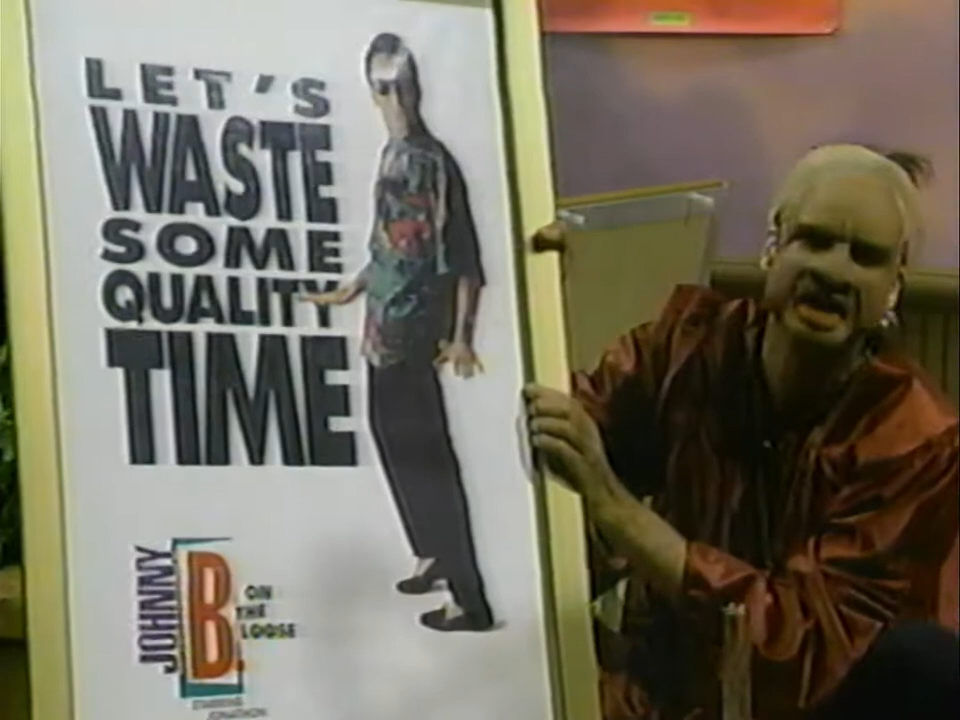 LET'S
WASTE
SOME
QUALITY
TIME
JOHNNY
B.
ON
THE
LOOSE